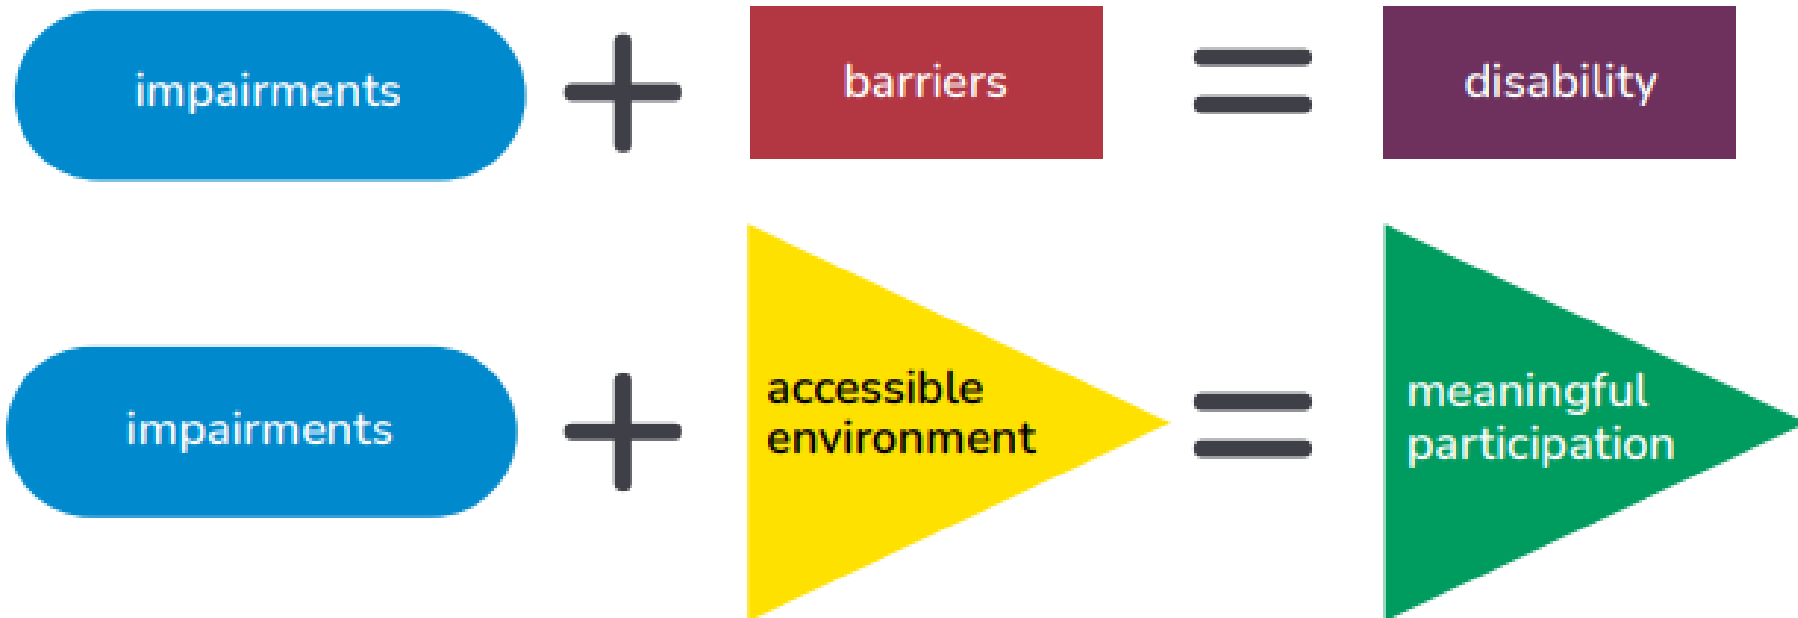 impairments + barriers = disability
impairments + accessible
environment = meaningful
participation